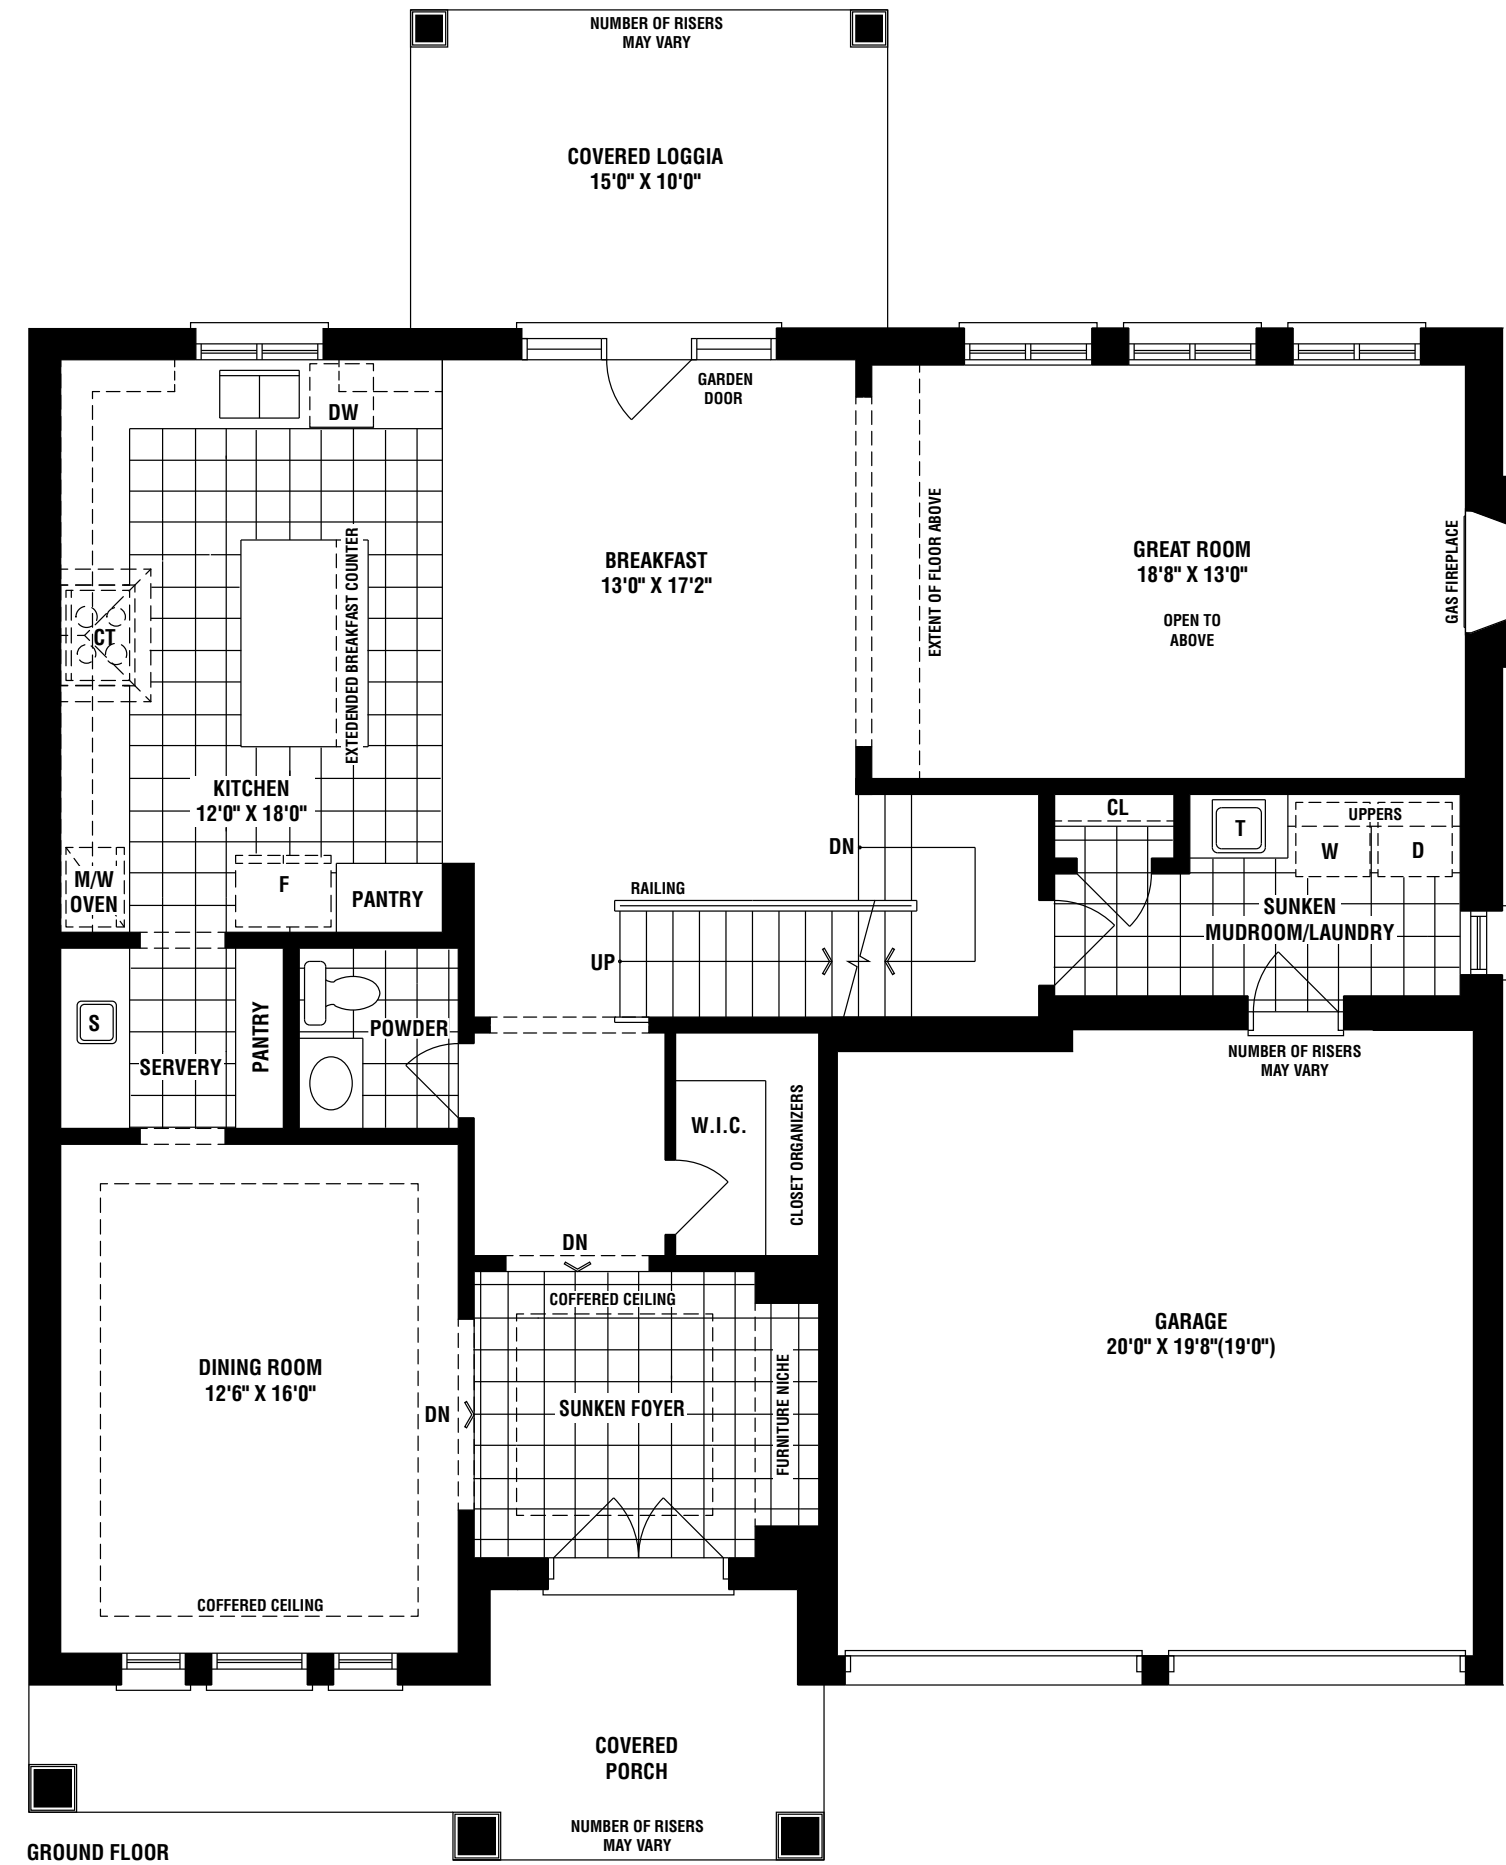 NUMBER OF RISERS
MAY VARY
COVERED LOGGIA
15'0" X 10'0"
DW
GARDEN
DOOR
EXTEDENDED BREAKFAST COUNTER
BREAKFAST
13'0" X 17'2"
EXTENT OF FLOOR ABOVE
GREAT ROOM
18'8" X 13'0"
OPEN TO
ABOVE
GAS FIREPLACE
CT
KITCHEN
12'0" X 18'0"
M/W
OVEN
F
PANTRY
RAILING
DN
UP
CL
T
UPPERS
W
D
SUNKEN
MUDROOM/LAUNDRY
S
SERVERY
PANTRY
POWDER
W.I.C.
CLOSET ORGANIZERS
NUMBER OF RISERS
MAY VARY
DN
COFFERED CEILING
DINING ROOM
12'6" X 16'0"
DN
SUNKEN FOYER
FURNITURE NICHE
GARAGE
20'0" X 19'8"(19'0")
COFFERED CEILING
COVERED
PORCH
NUMBER OF RISERS
MAY VARY
GROUND FLOOR